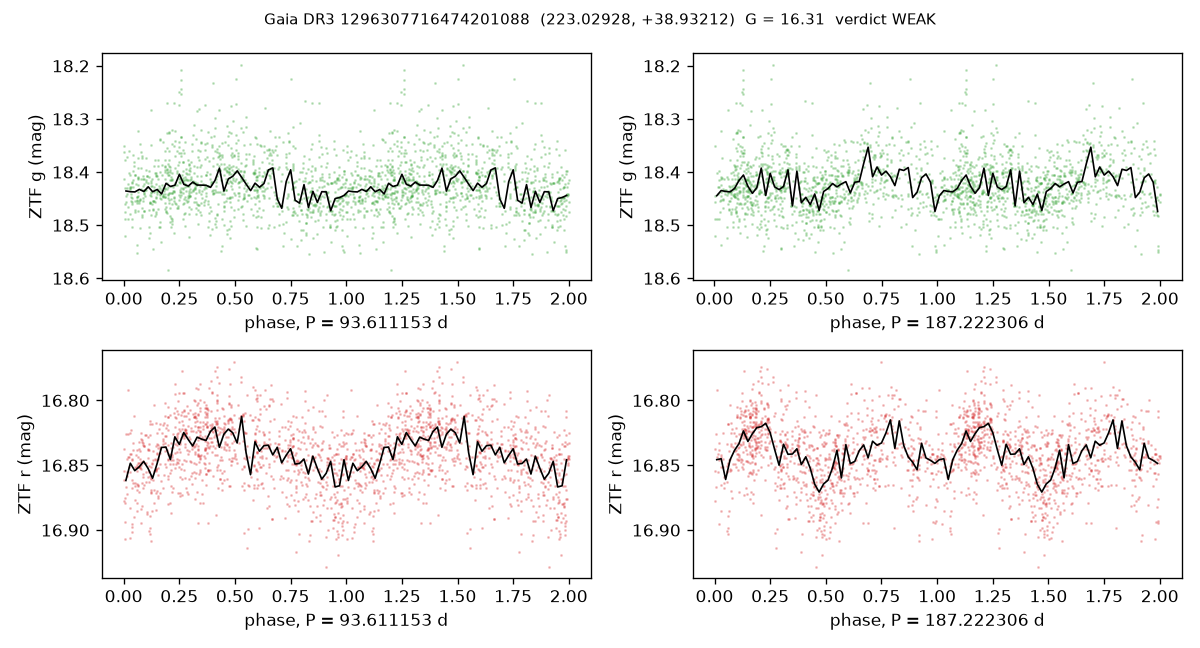 Gaia DR3 1296307716474201088  (223.02928, +38.93212)  G = 16.31  verdict WEAK
18.2
18.3
18.4
18.5
18.6
ZTF g (mag)
0.00 0.25 0.50 0.75 1.00 1.25 1.50 1.75 2.00
phase, P = 93.611153 d
18.2
18.3
18.4
18.5
18.6
ZTF g (mag)
0.00 0.25 0.50 0.75 1.00 1.25 1.50 1.75 2.00
phase, P = 187.222306 d
16.80
16.85
16.90
ZTF r (mag)
0.00 0.25 0.50 0.75 1.00 1.25 1.50 1.75 2.00
phase, P = 93.611153 d
16.80
16.85
16.90
ZTF r (mag)
0.00 0.25 0.50 0.75 1.00 1.25 1.50 1.75 2.00
phase, P = 187.222306 d